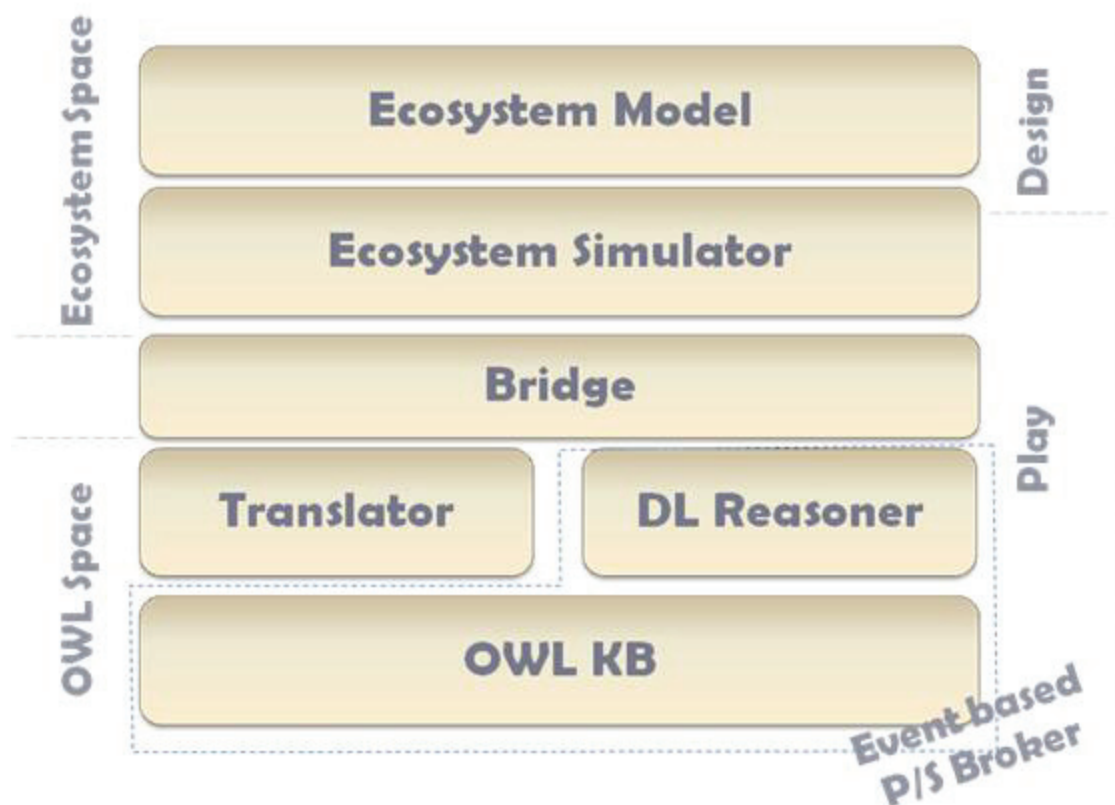 Ecosystem Space
Ecosystem Model
Design
Ecosystem Simulator
Bridge
Play
OWL Space
Translator
DL Reasoner
OWL KB
Event based
P/S Broker